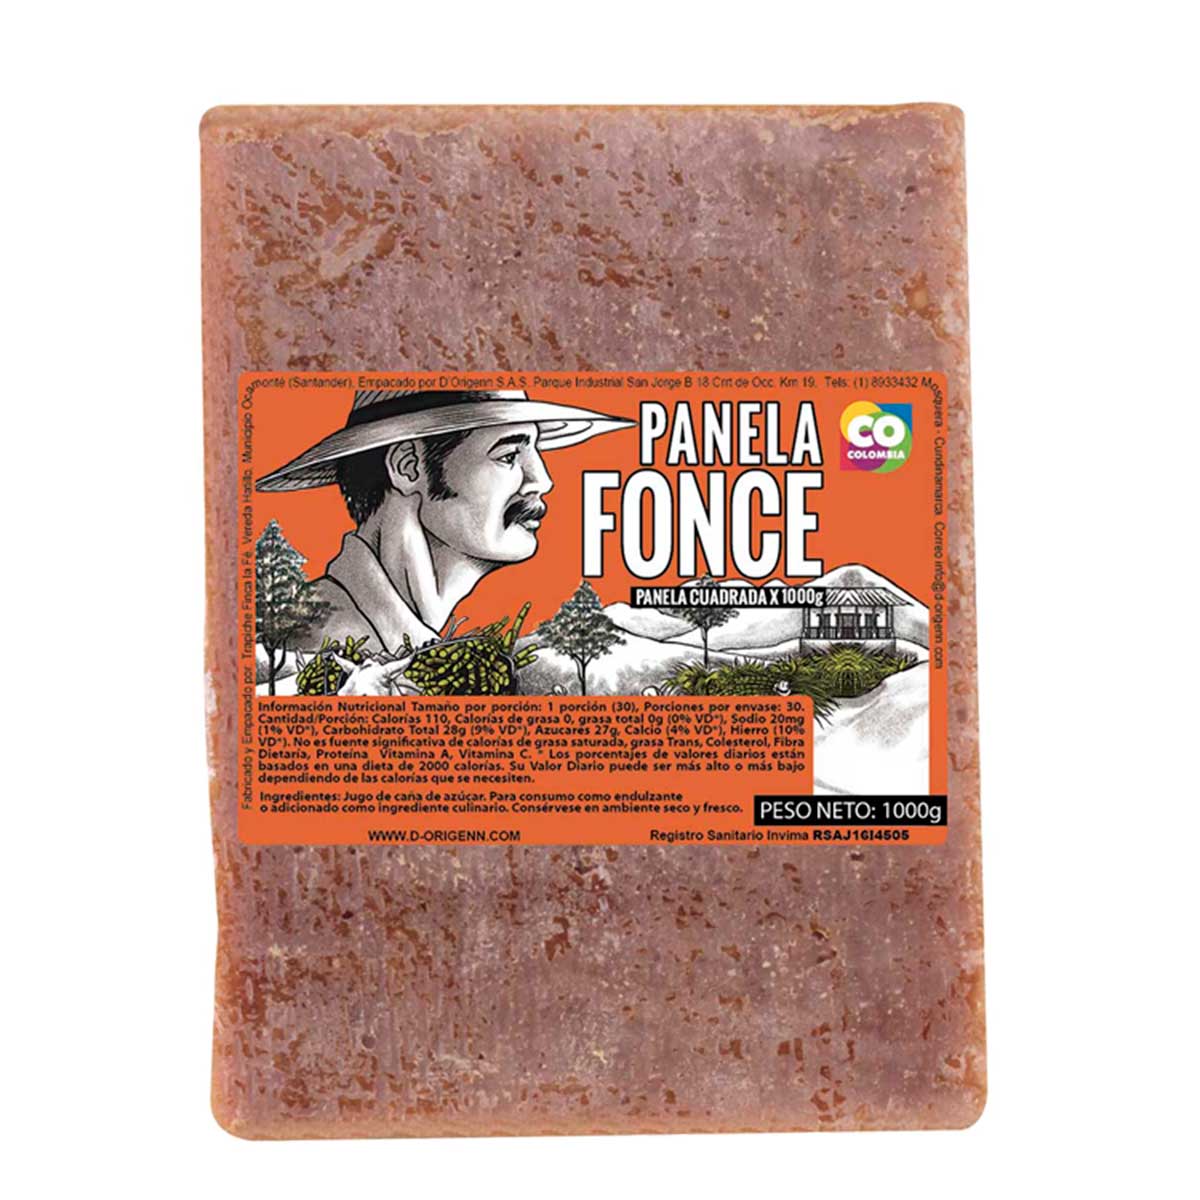 Fabricado y Empacado por Trapiche Finca la Fé. Vereda Hatillo. Municipio Ocamonté (Santander). Empacado por D'Origenn S.A.S. Parque Industrial San Jorge B 18 Crrt de Occ. Km 19. Tels: (1) 8933432 Mosquera - Cundinamarca Correo info@d-origenn.com
PANELA
FONCE
CO
COLOMBIA
PANELA CUADRADA X 1000g
Información Nutricional Tamaño por porción: 1 porción (30), Porciones por envase: 30.
Cantidad/Porción: Calorías 110, Calorías de grasa 0, grasa total 0g (0% VD*), Sodio 20mg
(1% VD*), Carbohidrato Total 28g (9% VD*), Azucares 27g, Calcio (4% VD*), Hierro (10%
VD*). No es fuente significativa de calorías de grasa saturada, grasa Trans, Colesterol, Fibra
Dietaría, Proteína Vitamina A, Vitamina C. * Los porcentajes de valores diarios están
basados en una dieta de 2000 calorías. Su Valor Diario puede ser más alto o más bajo
dependiendo de las calorías que se necesiten.
Ingredientes: Jugo de caña de azúcar. Para consumo como endulzante
o adicionado como ingrediente culinario. Consérvese en ambiente seco y fresco.
PESO NETO: 1000g
WWW.D-ORIGENN.COM
Registro Sanitario Invima RSAJ16I4505